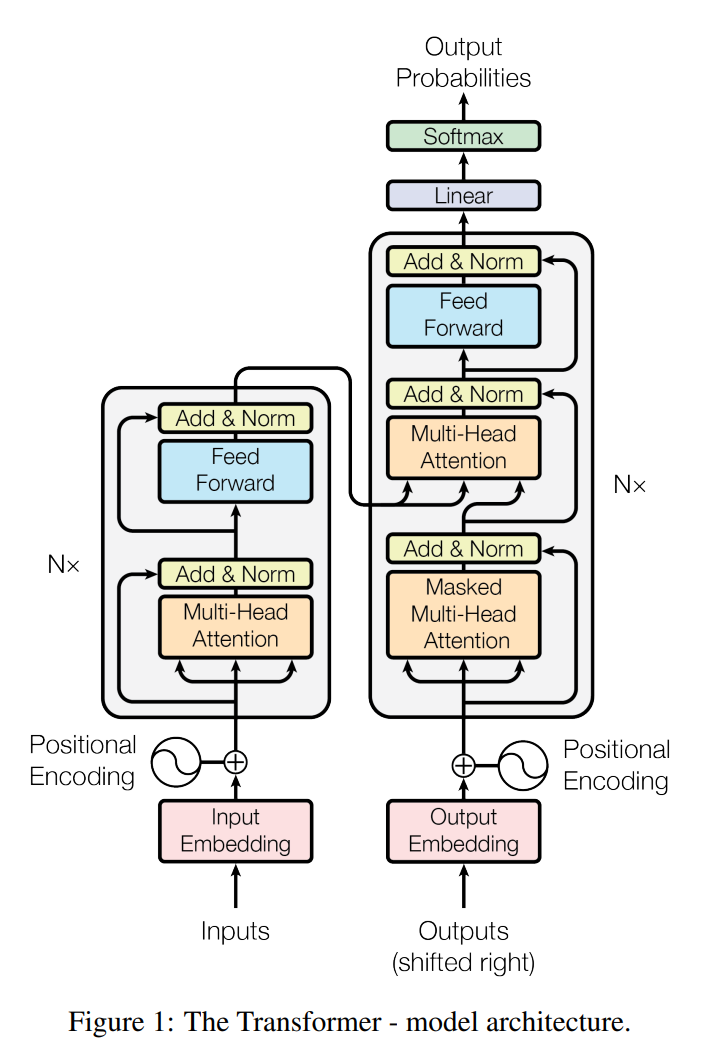 Output
Probabilities
Softmax
Linear
Add & Norm
Feed
Forward
Add & Norm
Multi-Head
Attention
Add & Norm
Masked
Multi-Head
Attention
Nx
Add & Norm
Feed
Forward
Add & Norm
Multi-Head
Attention
N×
Positional
Encoding
Positional
Encoding
Input
Embedding
Output
Embedding
Inputs
Outputs
(shifted right)
Figure 1: The Transformer - model architecture.